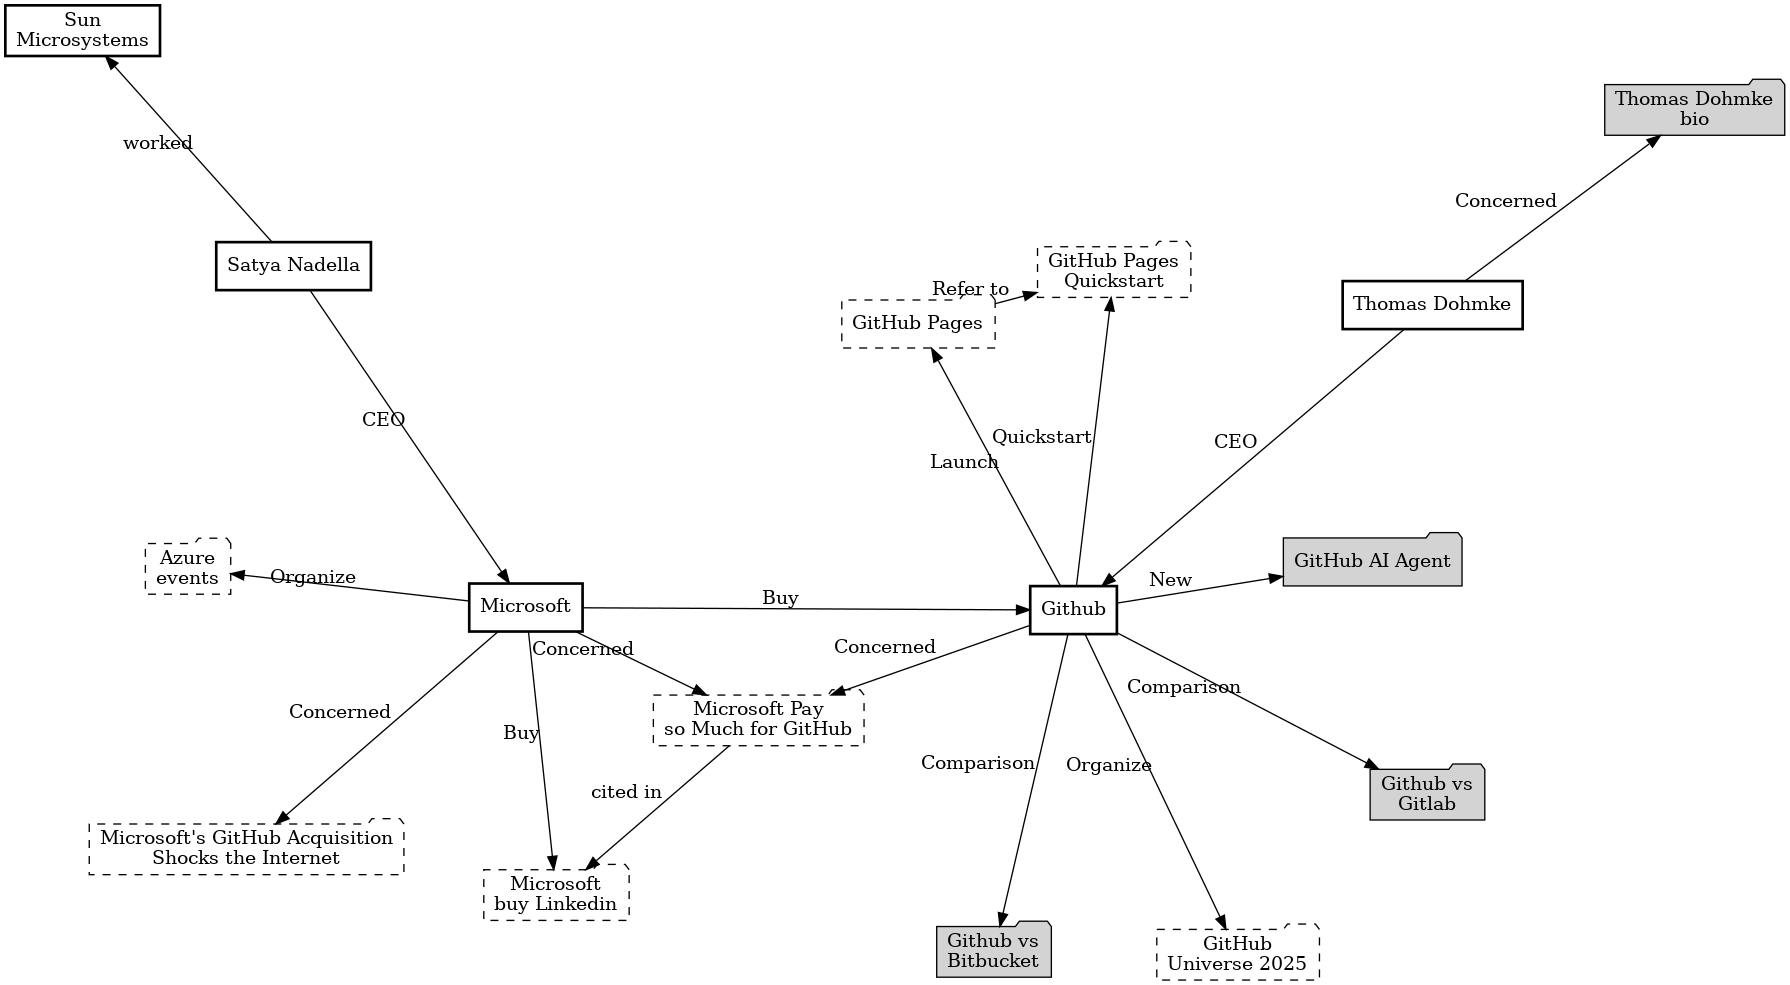 Sun
Microsystems
Thomas Dohmke
bio
worked
Concerned
Satya Nadella
GitHub Pages
Quickstart
Refer to
Thomas Dohmke
GitHub Pages
CEO
Quickstart
CEO
Launch
Azure
events
Organize
GitHub AI Agent
New
Microsoft
Buy
Github
Concerned
Concerned
Comparison
Concerned
Microsoft Pay
so Much for GitHub
Buy
Comparison
Organize
Github vs
Gitlab
cited in
Microsoft's GitHub Acquisition
Shocks the Internet
Microsoft
buy Linkedin
Github vs
Bitbucket
GitHub
Universe 2025